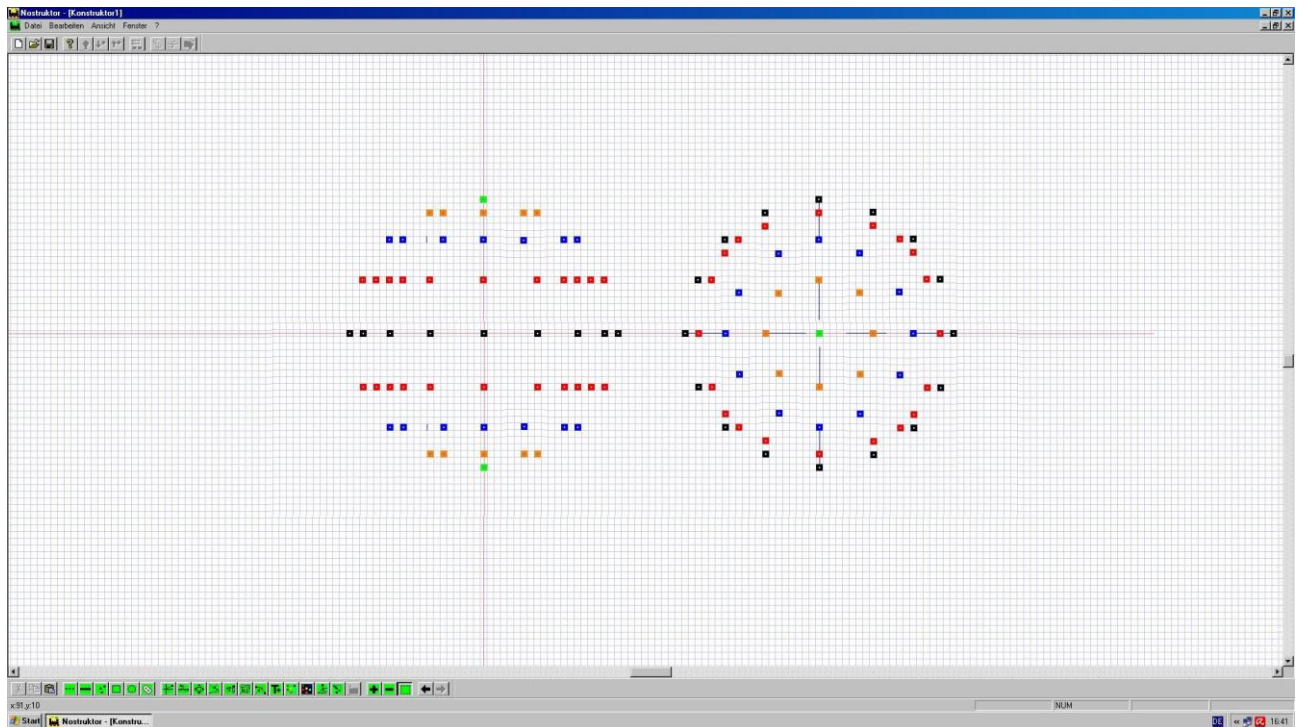 Nostruktor - [Konstruktor1]
Datei Bearbeiten Ansicht Fenster ?
x:91,y:10
NUM
Start Nostruktor - [Konstru...
DE « 16:41